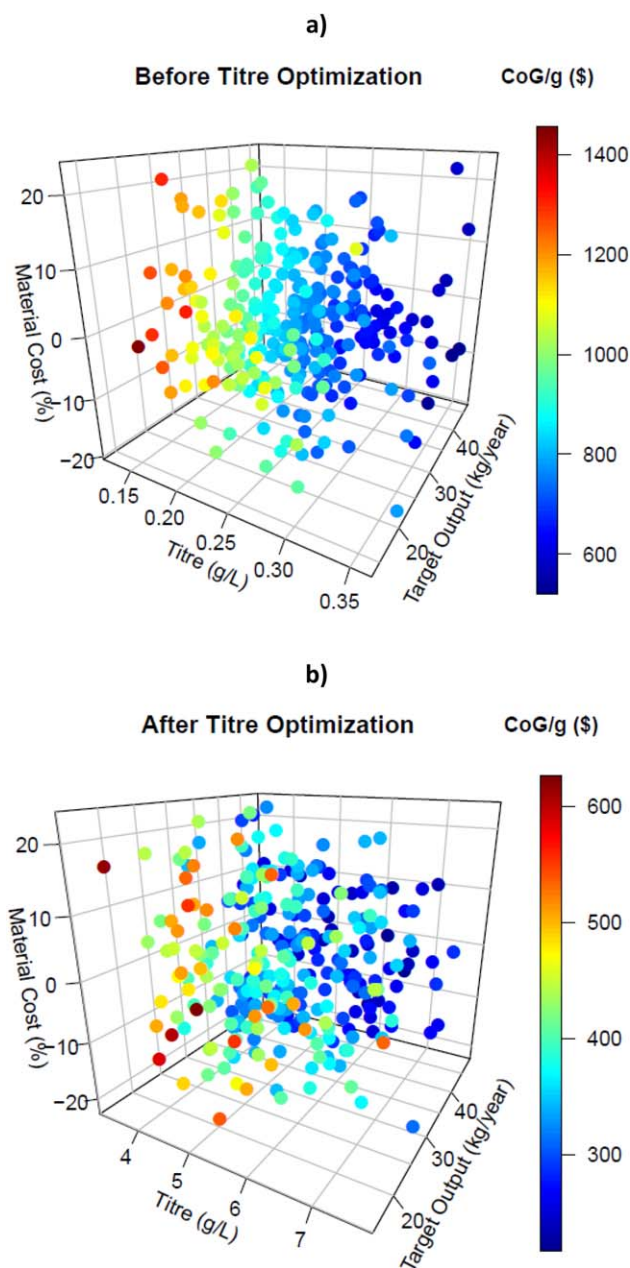 a)
Before Titre Optimization
CoG/g ($)
1400
1200
1000
800
600
20
10
0
−10
−20
Material Cost (%)
0.15
0.20
0.25
0.30
0.35
Titre (g/L)
20
30
40
Target Output (kg/year)
b)
After Titre Optimization
CoG/g ($)
600
500
400
300
20
10
0
−10
−20
Material Cost (%)
4
5
6
7
Titre (g/L)
20
30
40
Target Output (kg/year)